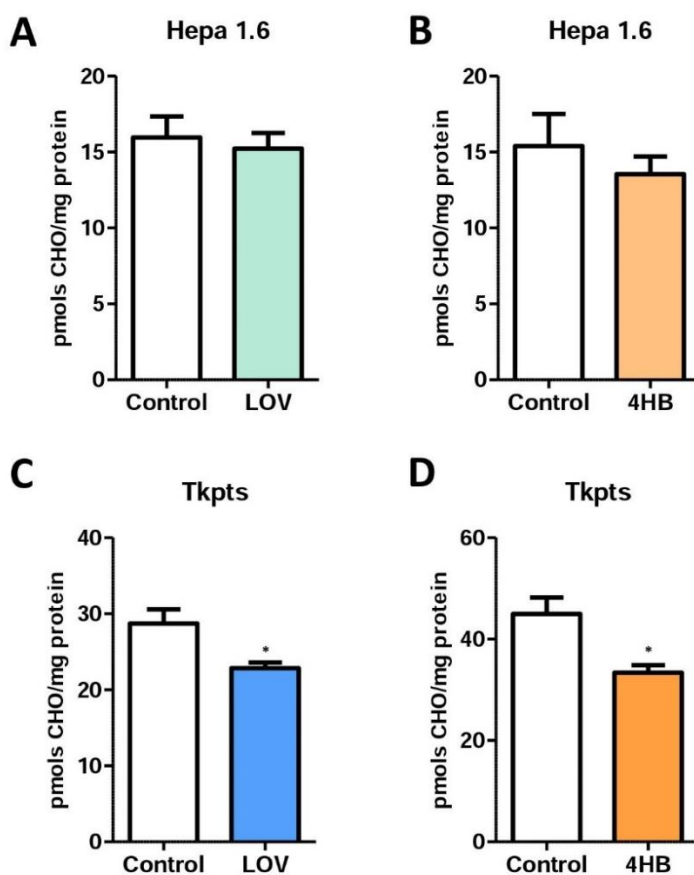 A
Hepa 1.6
pmols CHO/mg protein
20
15
10
5
0
Control LOV
B
Hepa 1.6
pmols CHO/mg protein
20
15
10
5
0
Control 4HB
C
Tkpts
pmols CHO/mg protein
40
30
20
10
0
*
Control LOV
D
Tkpts
pmols CHO/mg protein
60
40
40
0
*
Control 4HB